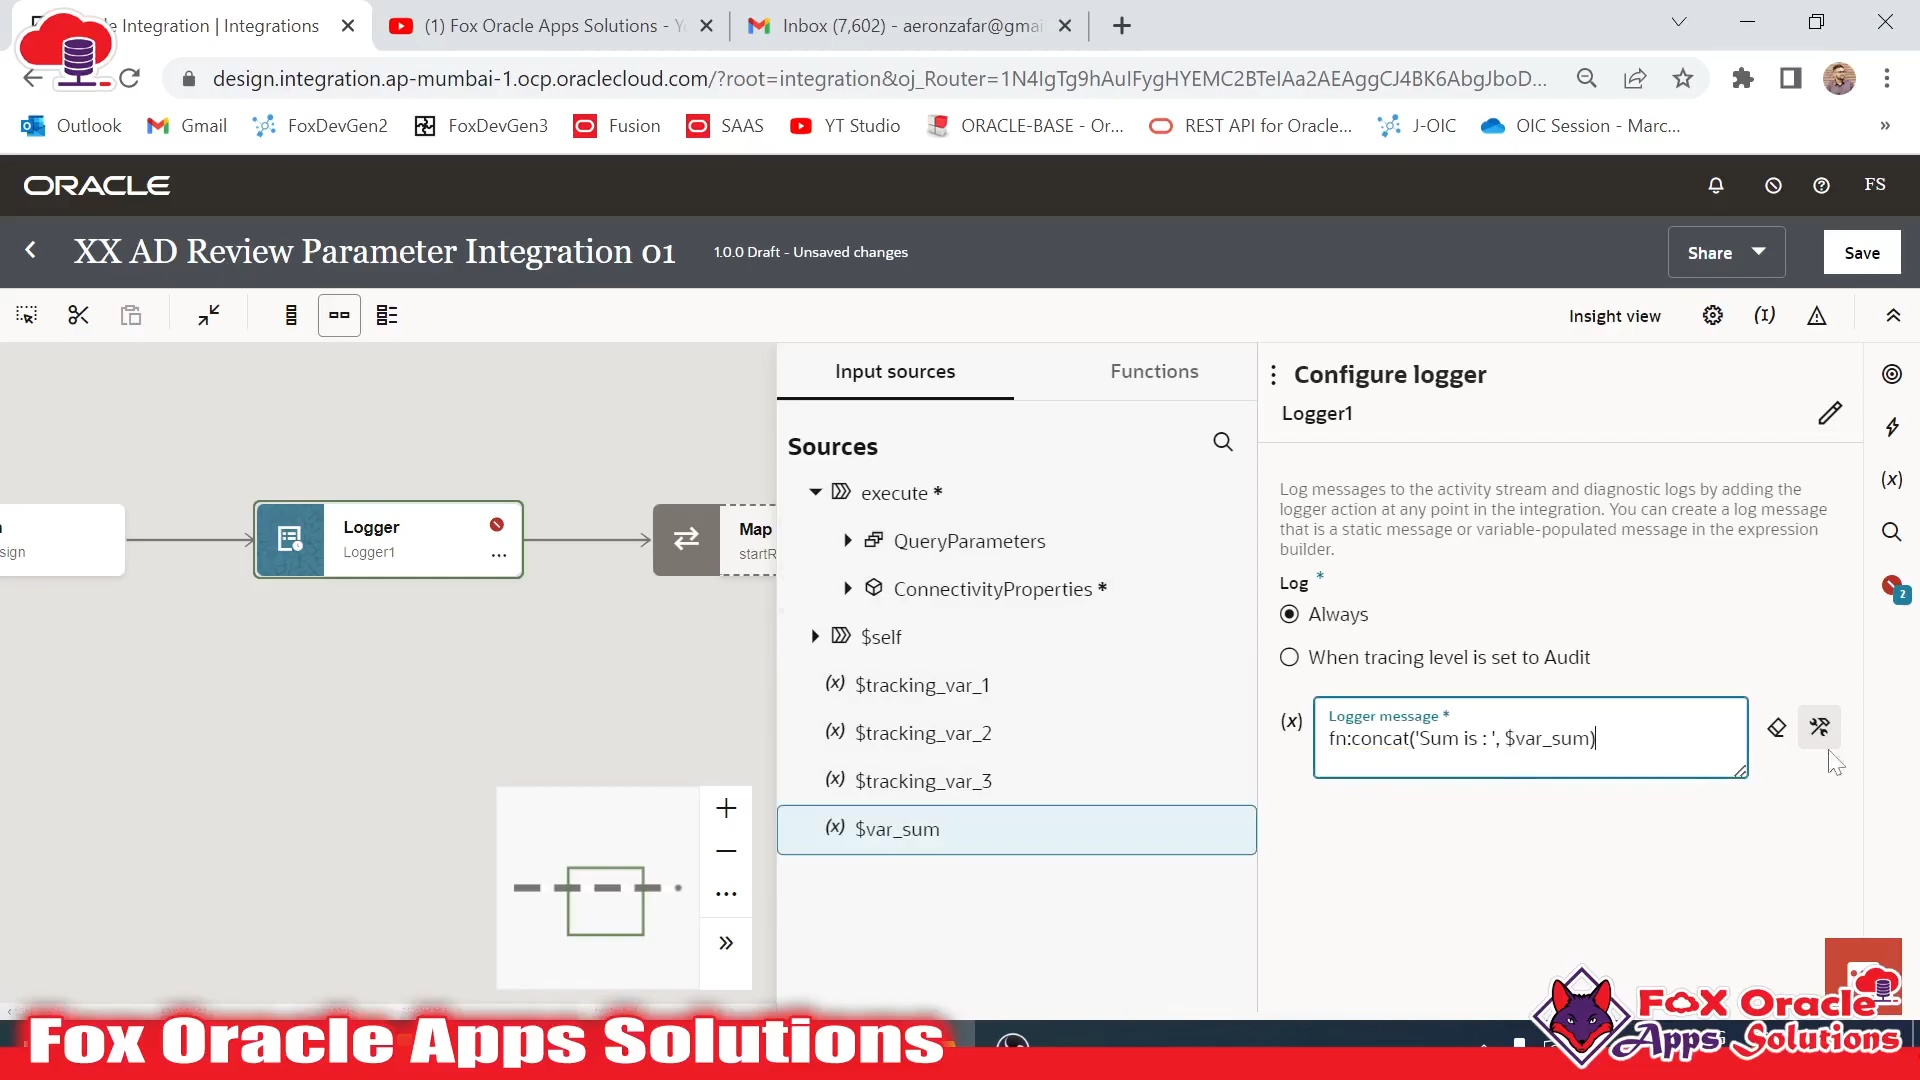 Integration | Integrations
(1) Fox Oracle Apps Solutions -
Inbox (7,602) - aeronzafar@gmai
design.integration.ap-mumbai-1.ocp.oraclecloud.com/?root=integration&oj_Router=1N4IgTg9hAulFygHYEMC2BTeIAa2AEAggCJ4BK6AbgJboD...
Outlook
Gmail
FoxDevGen2
FoxDevGen3
Fusion
SAAS
YT Studio
ORACLE-BASE - Or...
REST API for Oracle...
J-OIC
OIC Session - Marc...
»
ORACLE
FS
XX AD Review Parameter Integration 01
1.0.0 Draft - Unsaved changes
Share
Save
Insight view
Input sources
Functions
Configure logger
Logger1
Sources
execute *
QueryParameters
ConnectivityProperties *
$self
$tracking_var_1
$tracking_var_2
$tracking_var_3
$var_sum
Log messages to the activity stream and diagnostic logs by adding the
logger action at any point in the integration. You can create a log message
that is a static message or variable-populated message in the expression
builder.
Log *
Always
When tracing level is set to Audit
Logger message *
fn:concat('Sum is : ', $var_sum)
sign
Logger
Logger1
Map
startR
2
Fox Oracle Apps Solutions
Fox Oracle
Apps Solutions